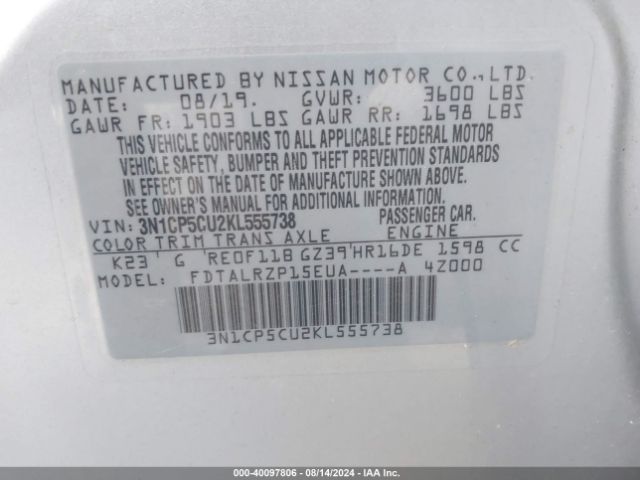 MANUFACTURED BY NISSAN MOTOR CO.,LTD.
DATE: 08/19. GVWR: 3600 LBS
GAWR FR: 1903 LBS GAWR RR: 1698 LBS
THIS VEHICLE CONFORMS TO ALL APPLICABLE FEDERAL MOTOR
VEHICLE SAFETY, BUMPER AND THEFT PREVENTION STANDARDS
IN EFFECT ON THE DATE OF MANUFACTURE SHOWN ABOVE.
SEE OWNER'S MANUAL OR WARRANTY INFORMATION
VIN: 3N1CP5CU2KL555738 PASSENGER CAR.
COLOR TRIM TRANS AXLE ENGINE
K23 G RE0F11B GZ39 HR16DE 1598 CC
MODEL: FDTALRZP15EUA----A 4Z000
3N1CP5CU2KL555738
000-40097806 - 08/14/2024 - IAA Inc.